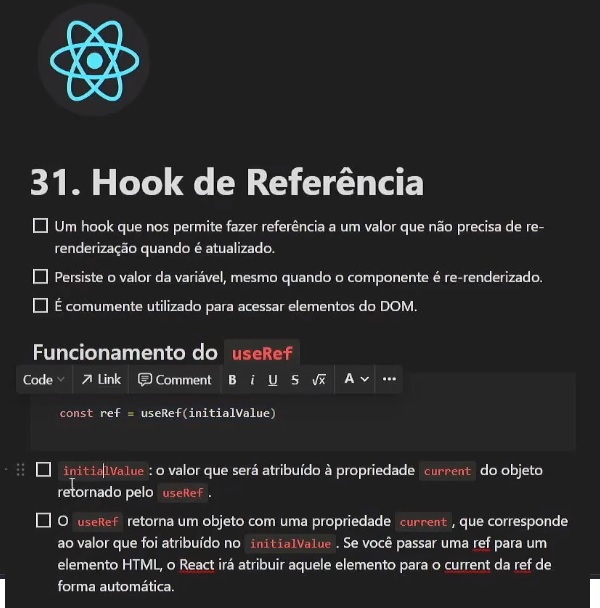 31. Hook de Referência
Um hook que nos permite fazer referência a um valor que não precisa de re-
renderização quando é atualizado.
Persiste o valor da variável, mesmo quando o componente é re-renderizado.
É comumente utilizado para acessar elementos do DOM.
Funcionamento do useRef
Code Link Comment B i U S √x A •••
const ref = useRef(initialValue)
initialValue: o valor que será atribuído à propriedade current do objeto
retornado pelo useRef.
O useRef retorna um objeto com uma propriedade current, que corresponde
ao valor que foi atribuído no initialValue. Se você passar uma ref para um
elemento HTML, o React irá atribuir aquele elemento para o current da ref de
forma automática.